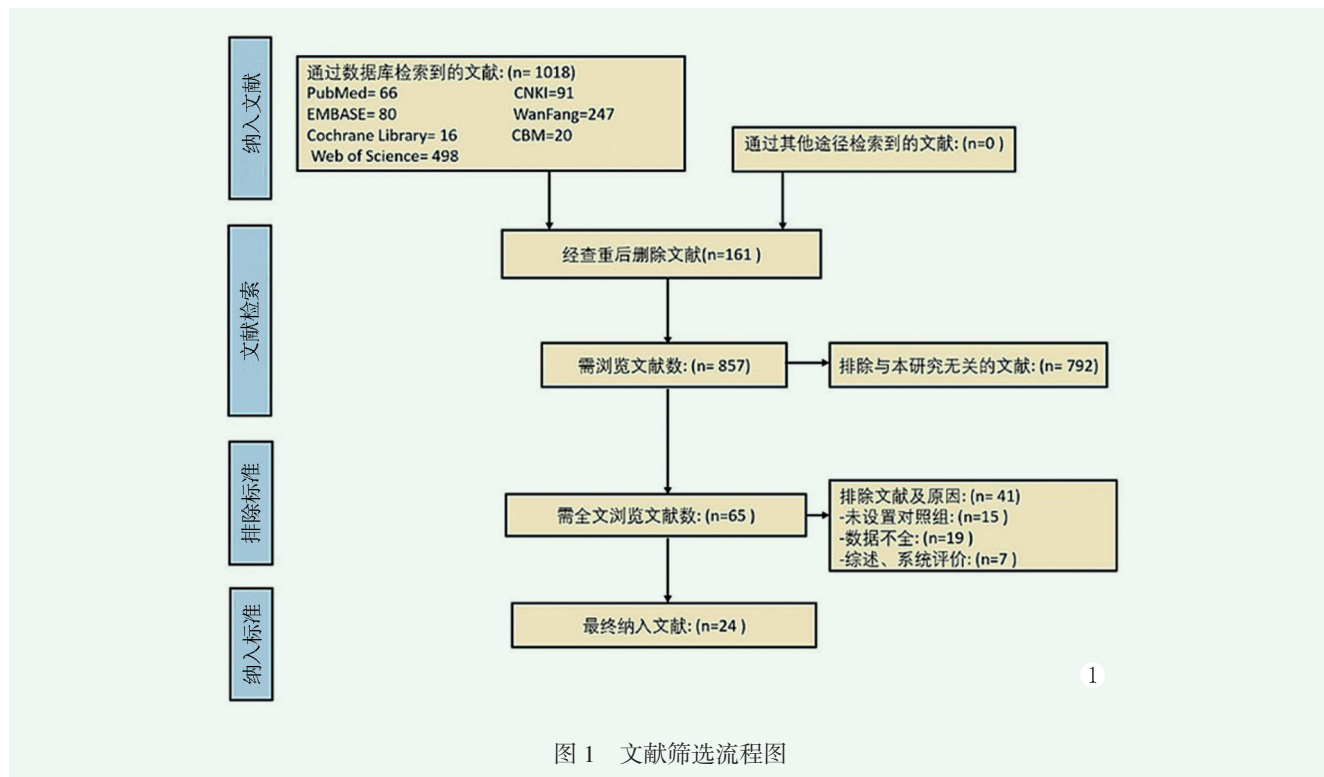 纳入文献
通过数据库检索到的文献: (n= 1018)
PubMed= 66 CNKI=91
EMBASE= 80 WanFang=247
Cochrane Library= 16 CBM=20
Web of Science= 498
通过其他途径检索到的文献: (n=0 )
文献检索
经查重后删除文献(n=161 )
需浏览文献数: (n= 857)
排除与本研究无关的文献: (n= 792)
排除标准
需全文浏览文献数: (n=65 )
排除文献及原因: (n= 41)
-未设置对照组: (n=15 )
-数据不全: (n=19 )
-综述、系统评价: (n=7 )
纳入标准
最终纳入文献: (n=24 )
1
图 1 文献筛选流程图